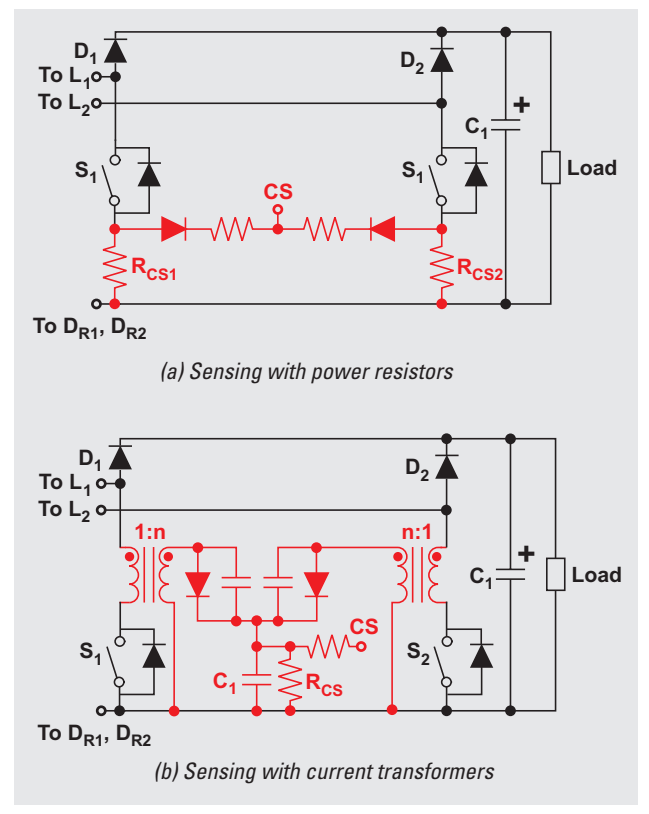 D1
To L1
D2
To L2
C1
+
S1
S1
Load
CS
RCS1
RCS2
To DR1, DR2
(a) Sensing with power resistors
D1
To L1
D2
To L2
1:n
n:1
+
C1
Load
CS
S1
S2
C1
RCS
To DR1, DR2
(b) Sensing with current transformers